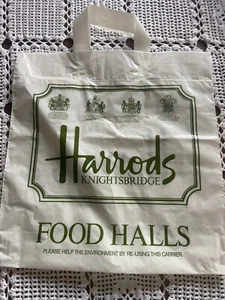 Harrods
KNIGHTSBRIDGE
FOOD HALLS
PLEASE HELP THE ENVIRONMENT BY RE-USING THIS CARRIER.